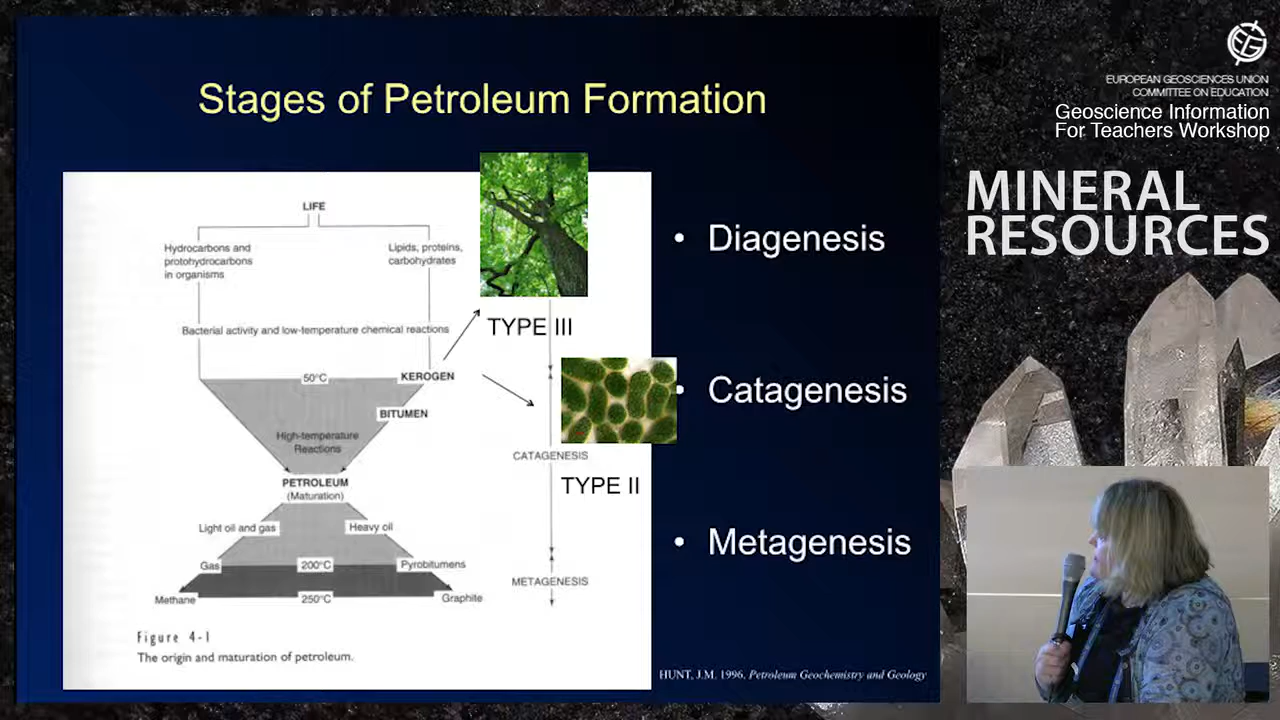 EUROPEAN GEOSCIENCES UNION
COMMITTEE ON EDUCATION
Geoscience Information
For Teachers Workshop
MINERAL
RESOURCES
Stages of Petroleum Formation
LIFE
Hydrocarbons and
protohydrocarbons
in organisms
Lipids, proteins,
carbohydrates
Bacterial activity and low-temperature chemical reactions
TYPE III
50°C
KEROGEN
BITUMEN
High-temperature
Reactions
CATAGENESIS
PETROLEUM
(Maturation)
TYPE II
Light oil and gas
Heavy oil
Gas
200°C
Pyrobitumens
METAGENESIS
Methane
250°C
Graphite
Figure 4-1
The origin and maturation of petroleum.
• Diagenesis
• Catagenesis
• Metagenesis
HUNT, J.M. 1996, Petroleum Geochemistry and Geology